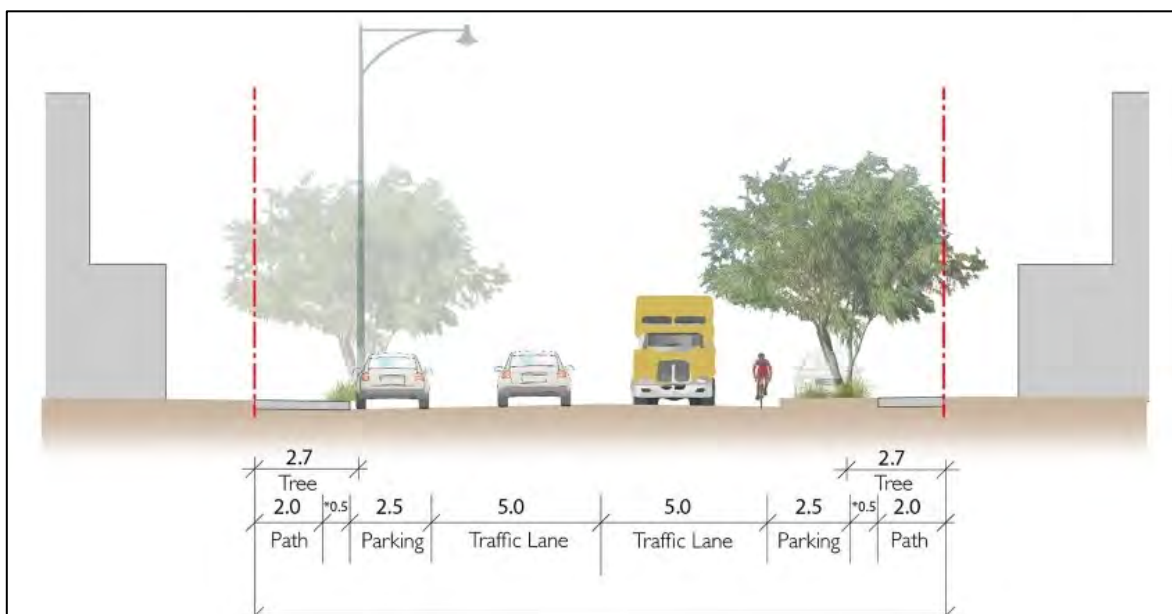 2.7 2.7
Tree Tree
2.0 *0.5 2.5 5.0 5.0 2.5 *0.5 2.0
Path Parking Traffic Lane Traffic Lane Parking Path